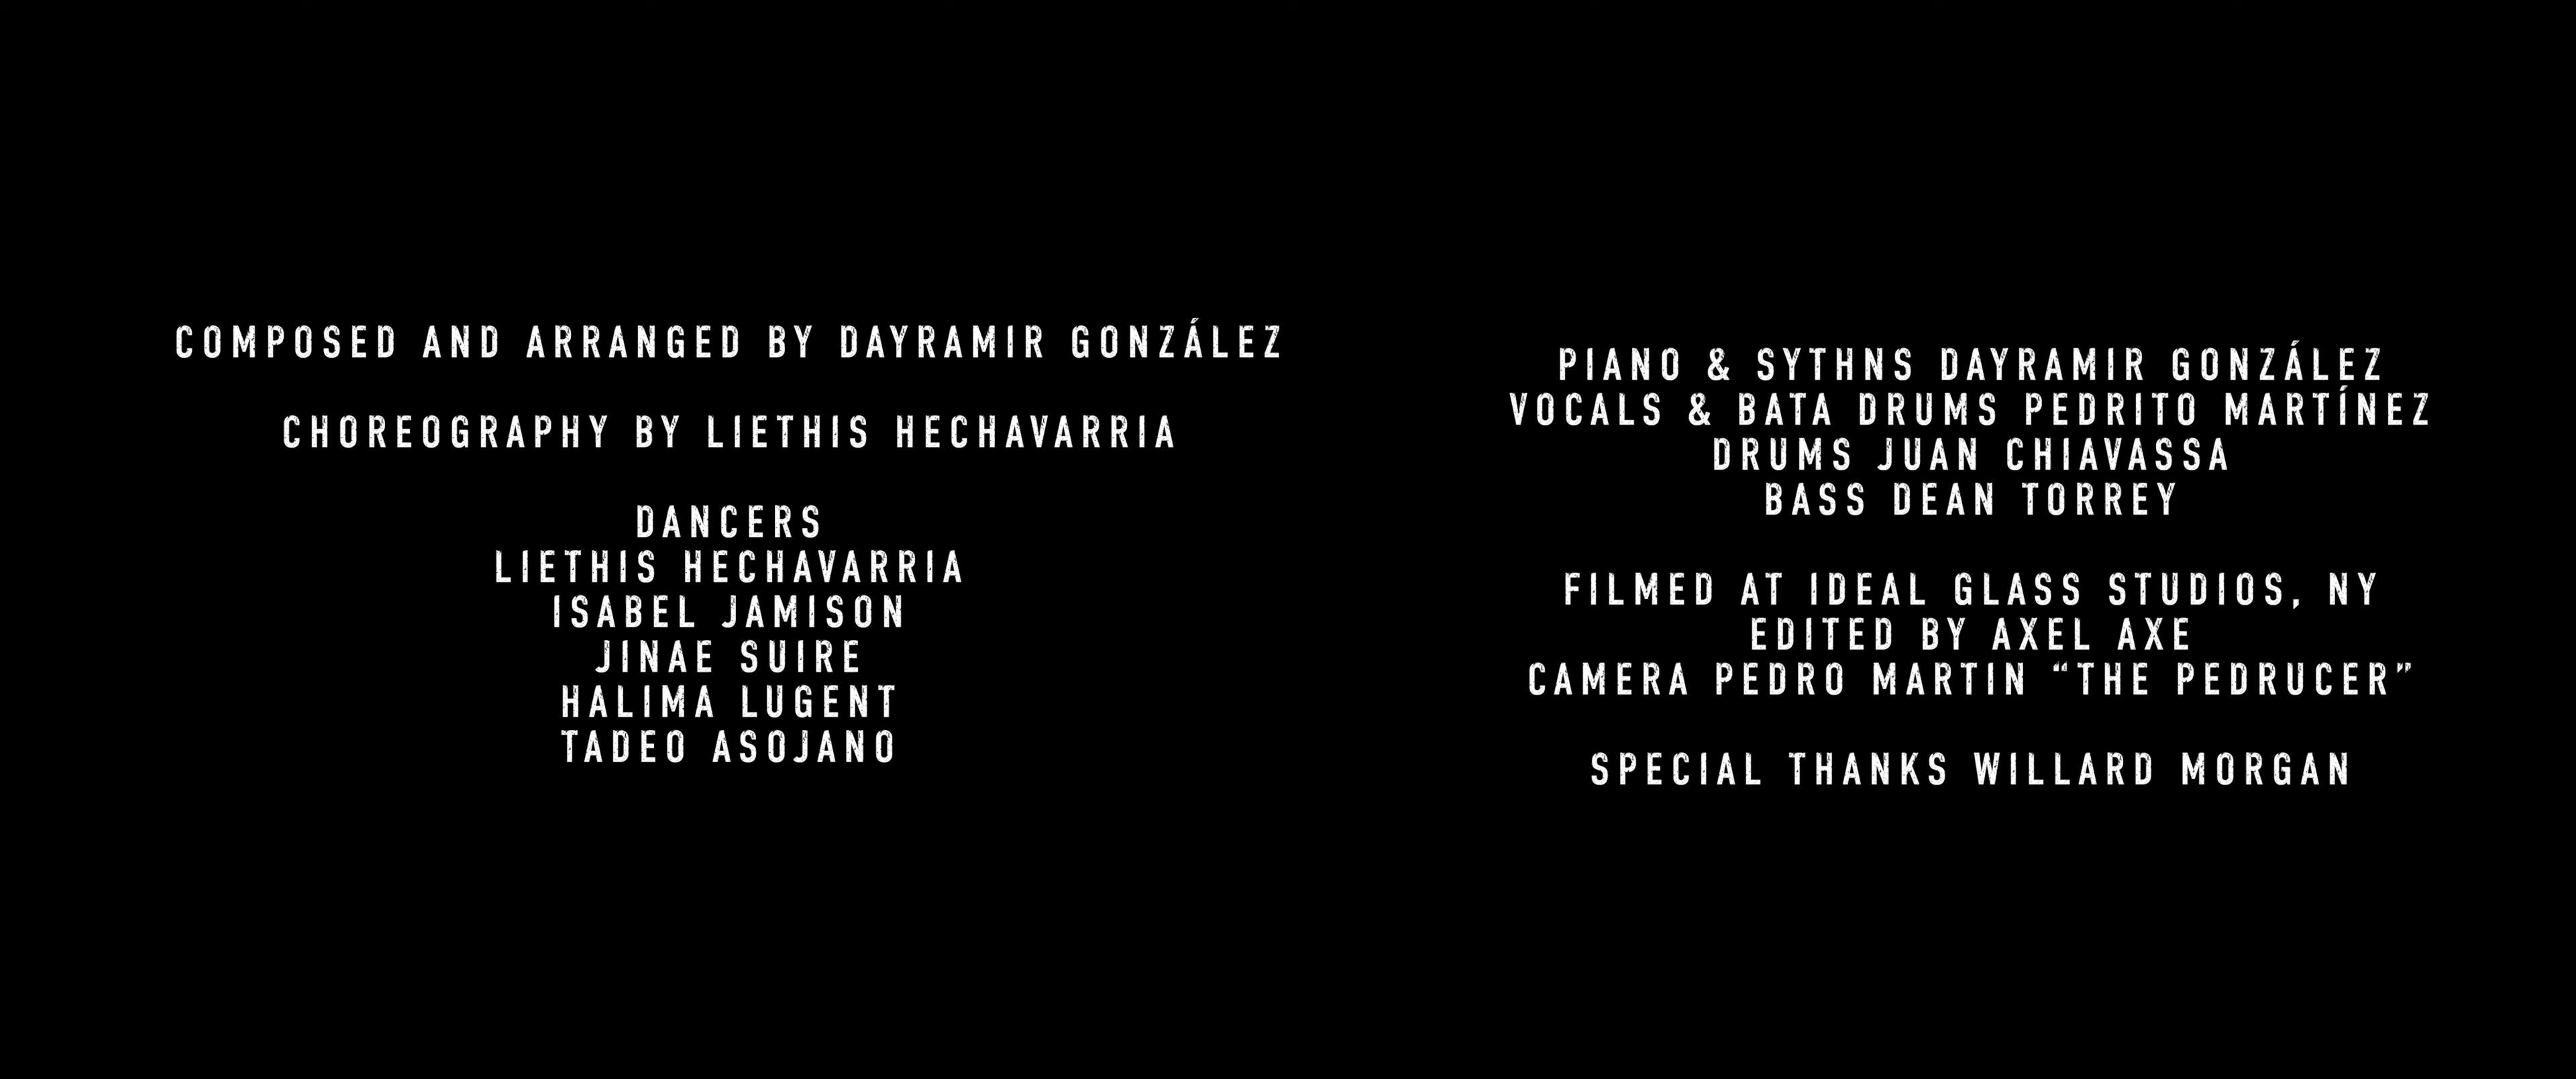 COMPOSED AND ARRANGED BY DAYRAMIR GONZÁLEZ
CHOREOGRAPHY BY LIETHIS HECHAVARRIA
DANCERS
LIETHIS HECHAVARRIA
ISABEL JAMISON
JINAE SUIRE
HALIMA LUGENT
TADEO ASOJANO
PIANO & SYTHNS DAYRAMIR GONZÁLEZ
VOCALS & BATA DRUMS PEDRITO MARTÍNEZ
DRUMS JUAN CHIAVASSA
BASS DEAN TORREY
FILMED AT IDEAL GLASS STUDIOS, NY
EDITED BY AXEL AXE
CAMERA PEDRO MARTIN “THE PEDRUCER”
SPECIAL THANKS WILLARD MORGAN